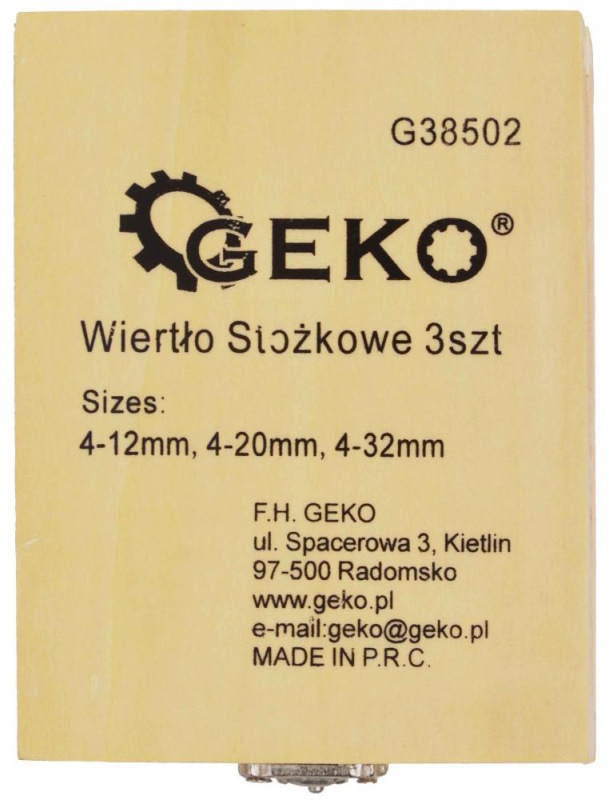 G38502
GEKO®
Wiertło Stożkowe 3szt
Sizes:
4-12mm, 4-20mm, 4-32mm
F.H. GEKO
ul. Spacerowa 3, Kietlin
97-500 Radomsko
www.geko.pl
e-mail:geko@geko.pl
MADE IN P.R.C.